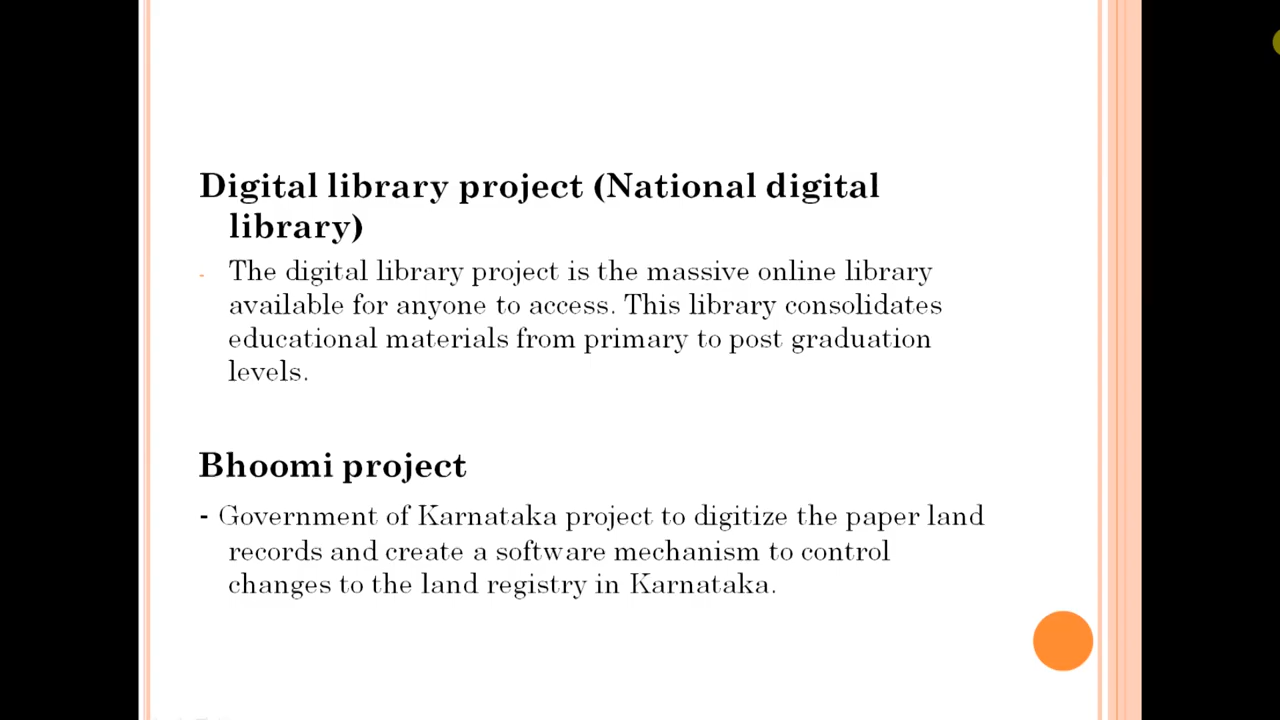 Digital library project (National digital
library)
- The digital library project is the massive online library
available for anyone to access. This library consolidates
educational materials from primary to post graduation
levels.
Bhoomi project
- Government of Karnataka project to digitize the paper land
records and create a software mechanism to control
changes to the land registry in Karnataka.